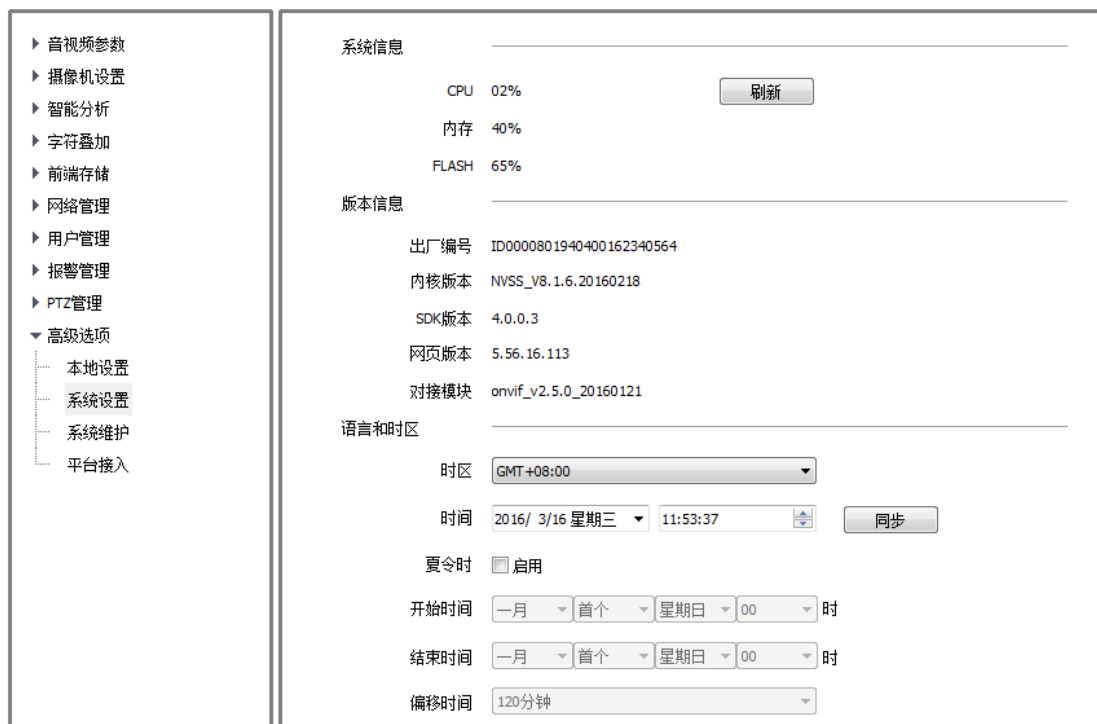 音视频参数
摄像机设置
智能分析
字符叠加
前端存储
网络管理
用户管理
报警管理
PTZ管理
高级选项
本地设置
系统设置
系统维护
平台接入
系统信息
CPU 02% 刷新
内存 40%
FLASH 65%
版本信息
出厂编号 ID0000801940400162340564
内核版本 NVSS_V8.1.6.20160218
SDK版本 4.0.0.3
网页版本 5.56.16.113
对接模块 onvif_v2.5.0_20160121
语言和时区
时区 GMT+08:00
时间 2016/ 3/16 星期三 11:53:37 同步
夏令时 启用
开始时间 一月 首个 星期日 00 时
结束时间 一月 首个 星期日 00 时
偏移时间 120分钟